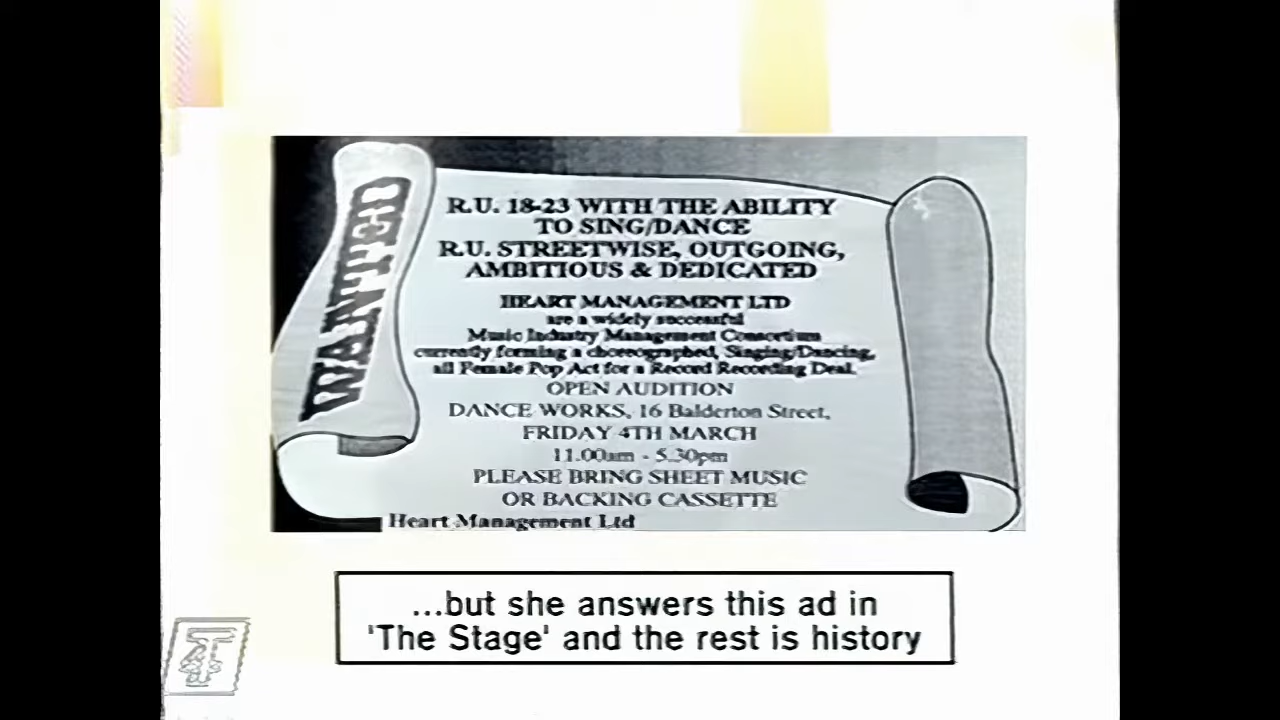 WANTED
R.U. 18-23 WITH THE ABILITY
TO SING/DANCE
R.U. STREETWISE, OUTGOING,
AMBITIOUS & DEDICATED
HEART MANAGEMENT LTD
are a widely successful
Music Industry Management Consortium
currently forming a choreographed, Singing/Dancing,
all Female Pop Act for a Record Recording Deal.
OPEN AUDITION
DANCE WORKS, 16 Balderton Street,
FRIDAY 4TH MARCH
11.00am - 5.30pm
PLEASE BRING SHEET MUSIC
OR BACKING CASSETTE
Heart Management Ltd
...but she answers this ad in
'The Stage' and the rest is history